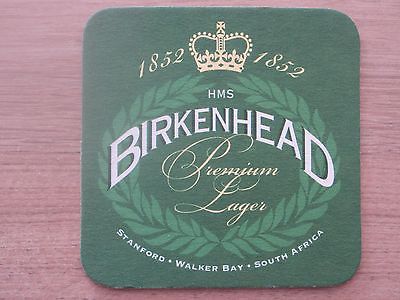 1852 1852
HMS
BIRKENHEAD
Premium
Lager
STANFORD • WALKER BAY • SOUTH AFRICA